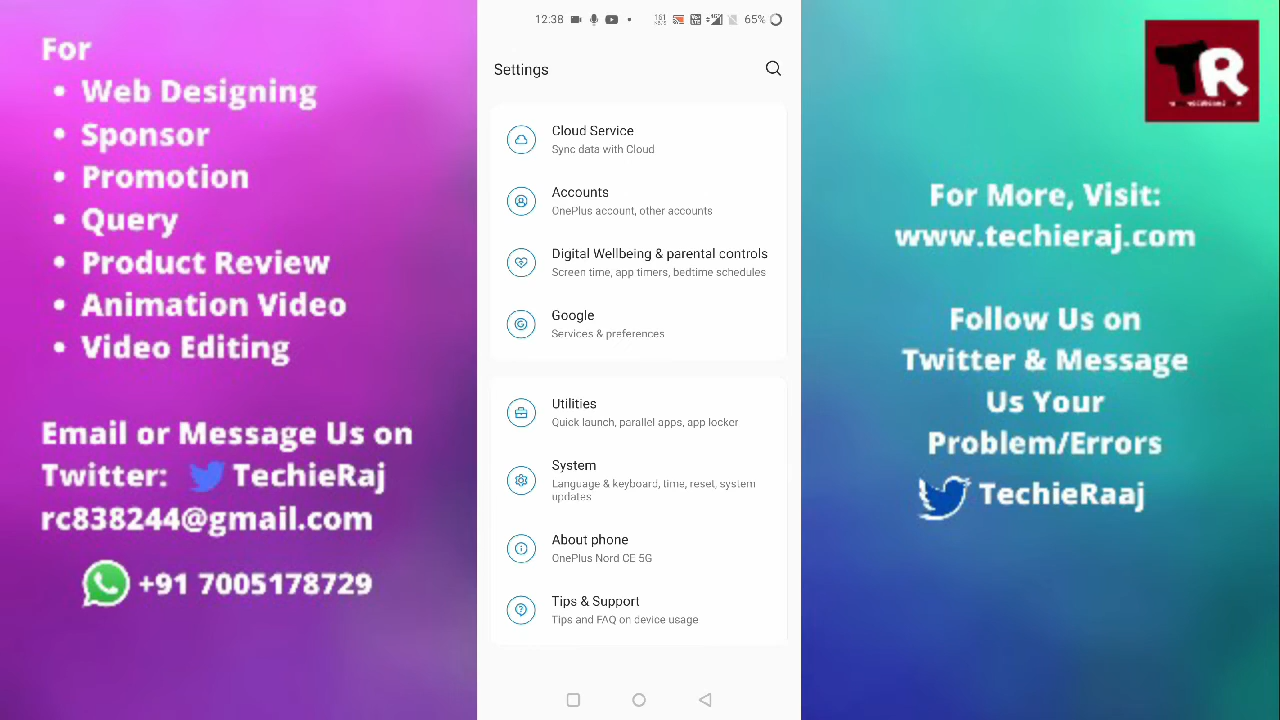 For
• Web Designing
• Sponsor
• Promotion
• Query
• Product Review
• Animation Video
• Video Editing
Email or Message Us on
Twitter: TechieRaj
rc838244@gmail.com
+91 7005178729
12.38
65%
Settings
Cloud Service
Sync data with Cloud
Accounts
OnePlus account, other accounts
Digital Wellbeing & parental controls
Screen time, app timers, bedtime schedules
Google
Services & preferences
Utilities
Quick launch, parallel apps, app locker
System
Language & keyboard, time, reset, system
updates
About phone
OnePlus Nord CE 5G
Tips & Support
Tips and FAQ on device usage
TR
For More, Visit:
www.techieraj.com
Follow Us on
Twitter & Message
Us Your
Problem/Errors
TechieRaaj